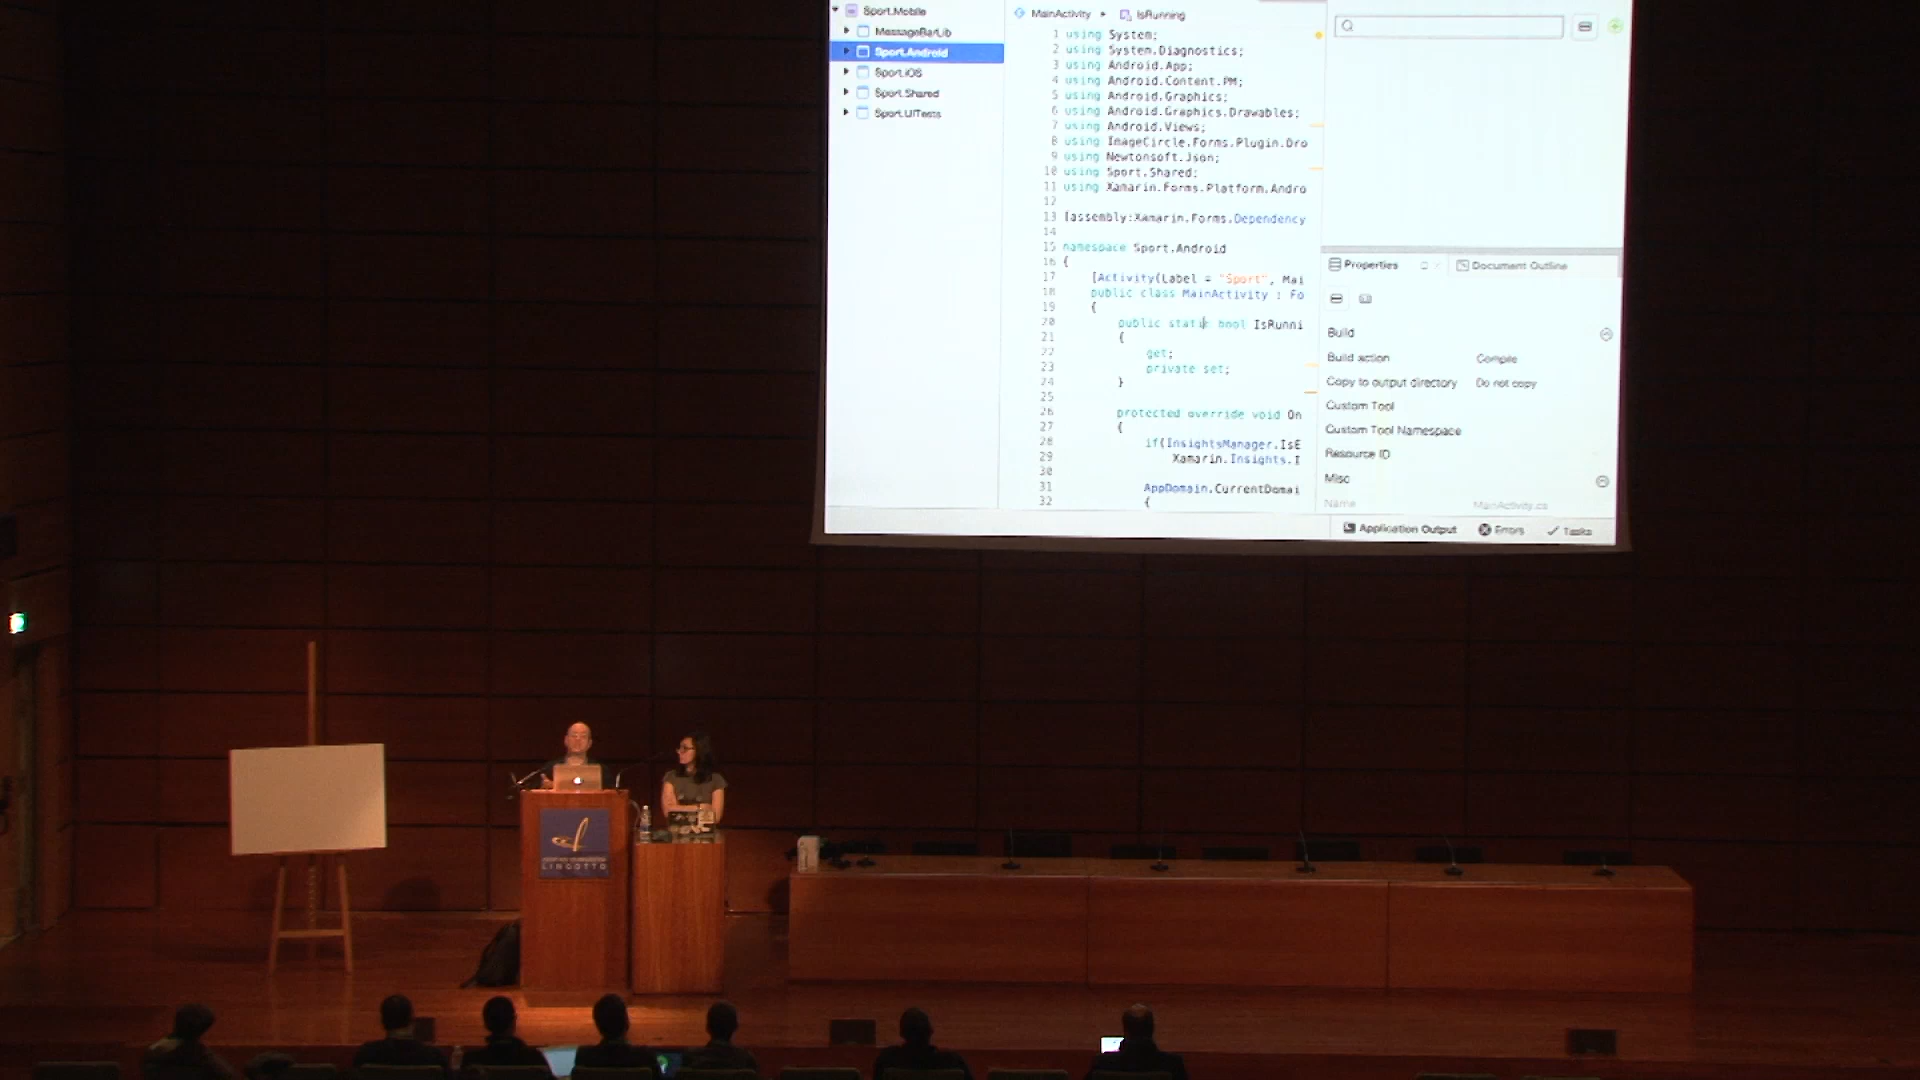 Sport.Mobile
MessageBarLib
Sport.Android
Sport.iOS
Sport.Shared
Sport.UITests
MainActivity ▸ IsRunning
1 using System;
2 using System.Diagnostics;
3 using Android.App;
4 using Android.Content.PM;
5 using Android.Graphics;
6 using Android.Graphics.Drawables;
7 using Android.Views;
8 using ImageCircle.Forms.Plugin.Dro
9 using Newtonsoft.Json;
10 using Sport.Shared;
11 using Xamarin.Forms.Platform.Andro
12
13 [assembly:Xamarin.Forms.Dependency
14
15 namespace Sport.Android
16 {
17 [Activity(Label = "Sport", Mai
18 public class MainActivity : Fo
19 {
20 public static bool IsRunni
21 {
22 get;
23 private set;
24 }
25
26 protected override void On
27 {
28 if(InsightsManager.IsE
29 Xamarin.Insights.I
30
31 AppDomain.CurrentDomai
32 {
Properties
Document Outline
Build
Build action Compile
Copy to output directory Do not copy
Custom Tool
Custom Tool Namespace
Resource ID
Misc
Name MainActivity.cs
Application Output Errors Tasks
LINGOTTO